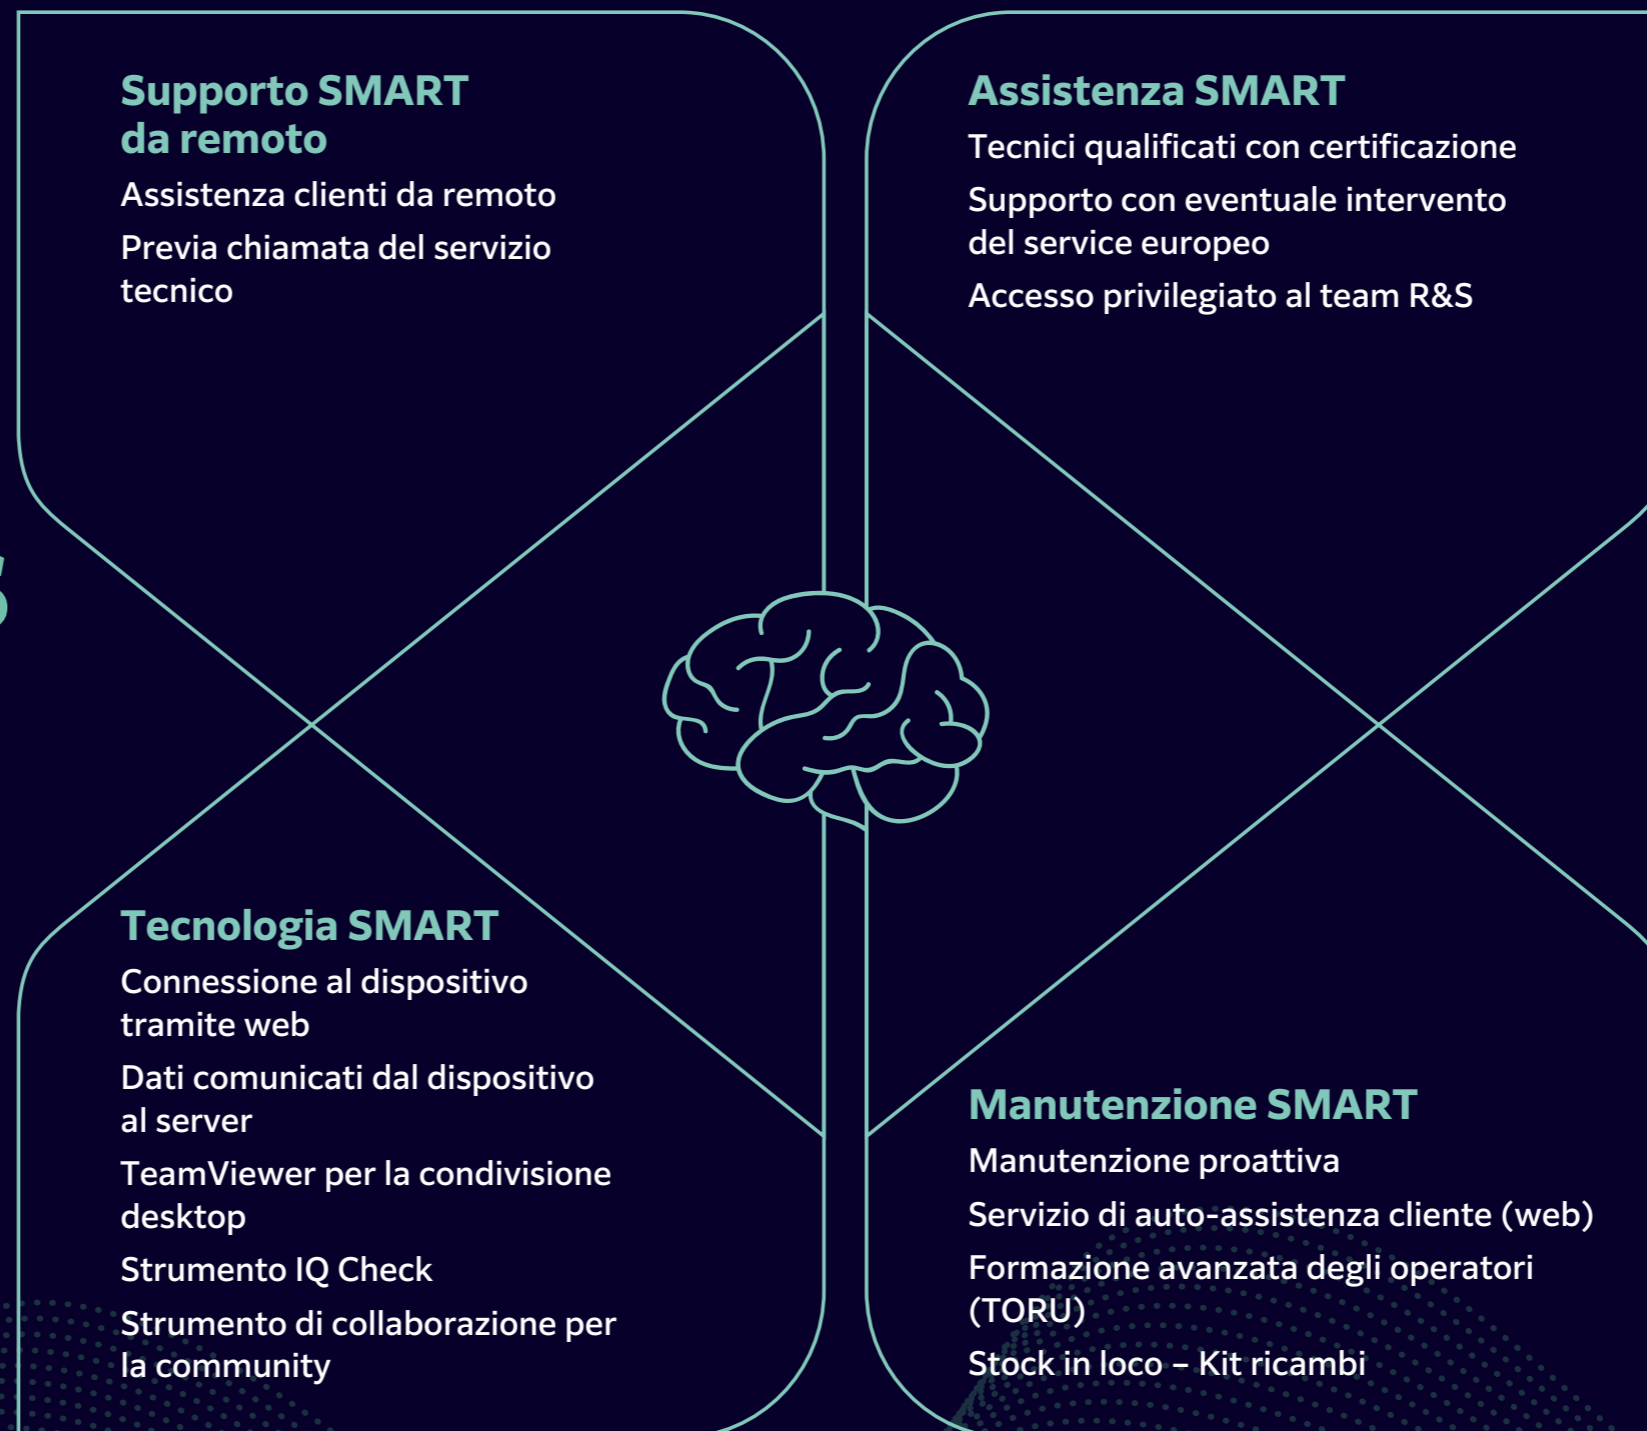 Supporto SMART
da remoto
Assistenza clienti da remoto
Previa chiamata del servizio
tecnico
Assistenza SMART
Tecnici qualificati con certificazione
Supporto con eventuale intervento
del service europeo
Accesso privilegiato al team R&S
Tecnologia SMART
Connessione al dispositivo
tramite web
Dati comunicati dal dispositivo
al server
TeamViewer per la condivisione
desktop
Strumento IQ Check
Strumento di collaborazione per
la community
Manutenzione SMART
Manutenzione proattiva
Servizio di auto-assistenza cliente (web)
Formazione avanzata degli operatori
(TORU)
Stock in loco – Kit ricambi